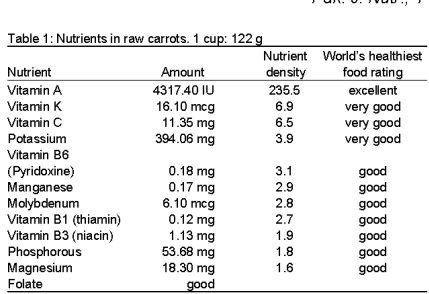 Table 1: Nutrients in raw carrots. 1 cup: 122 g
Nutrient World's healthiest
Nutrient Amount density food rating
Vitamin A 4317.40 IU 235.5 excellent
Vitamin K 16.10 mcg 6.9 very good
Vitamin C 11.35 mg 6.5 very good
Potassium 394.06 mg 3.9 very good
Vitamin B6
(Pyridoxine) 0.18 mg 3.1 good
Manganese 0.17 mg 2.9 good
Molybdenum 6.10 mcg 2.8 good
Vitamin B1 (thiamin) 0.12 mg 2.7 good
Vitamin B3 (niacin) 1.13 mg 1.9 good
Phosphorous 53.68 mg 1.8 good
Magnesium 18.30 mg 1.6 good
Folate good